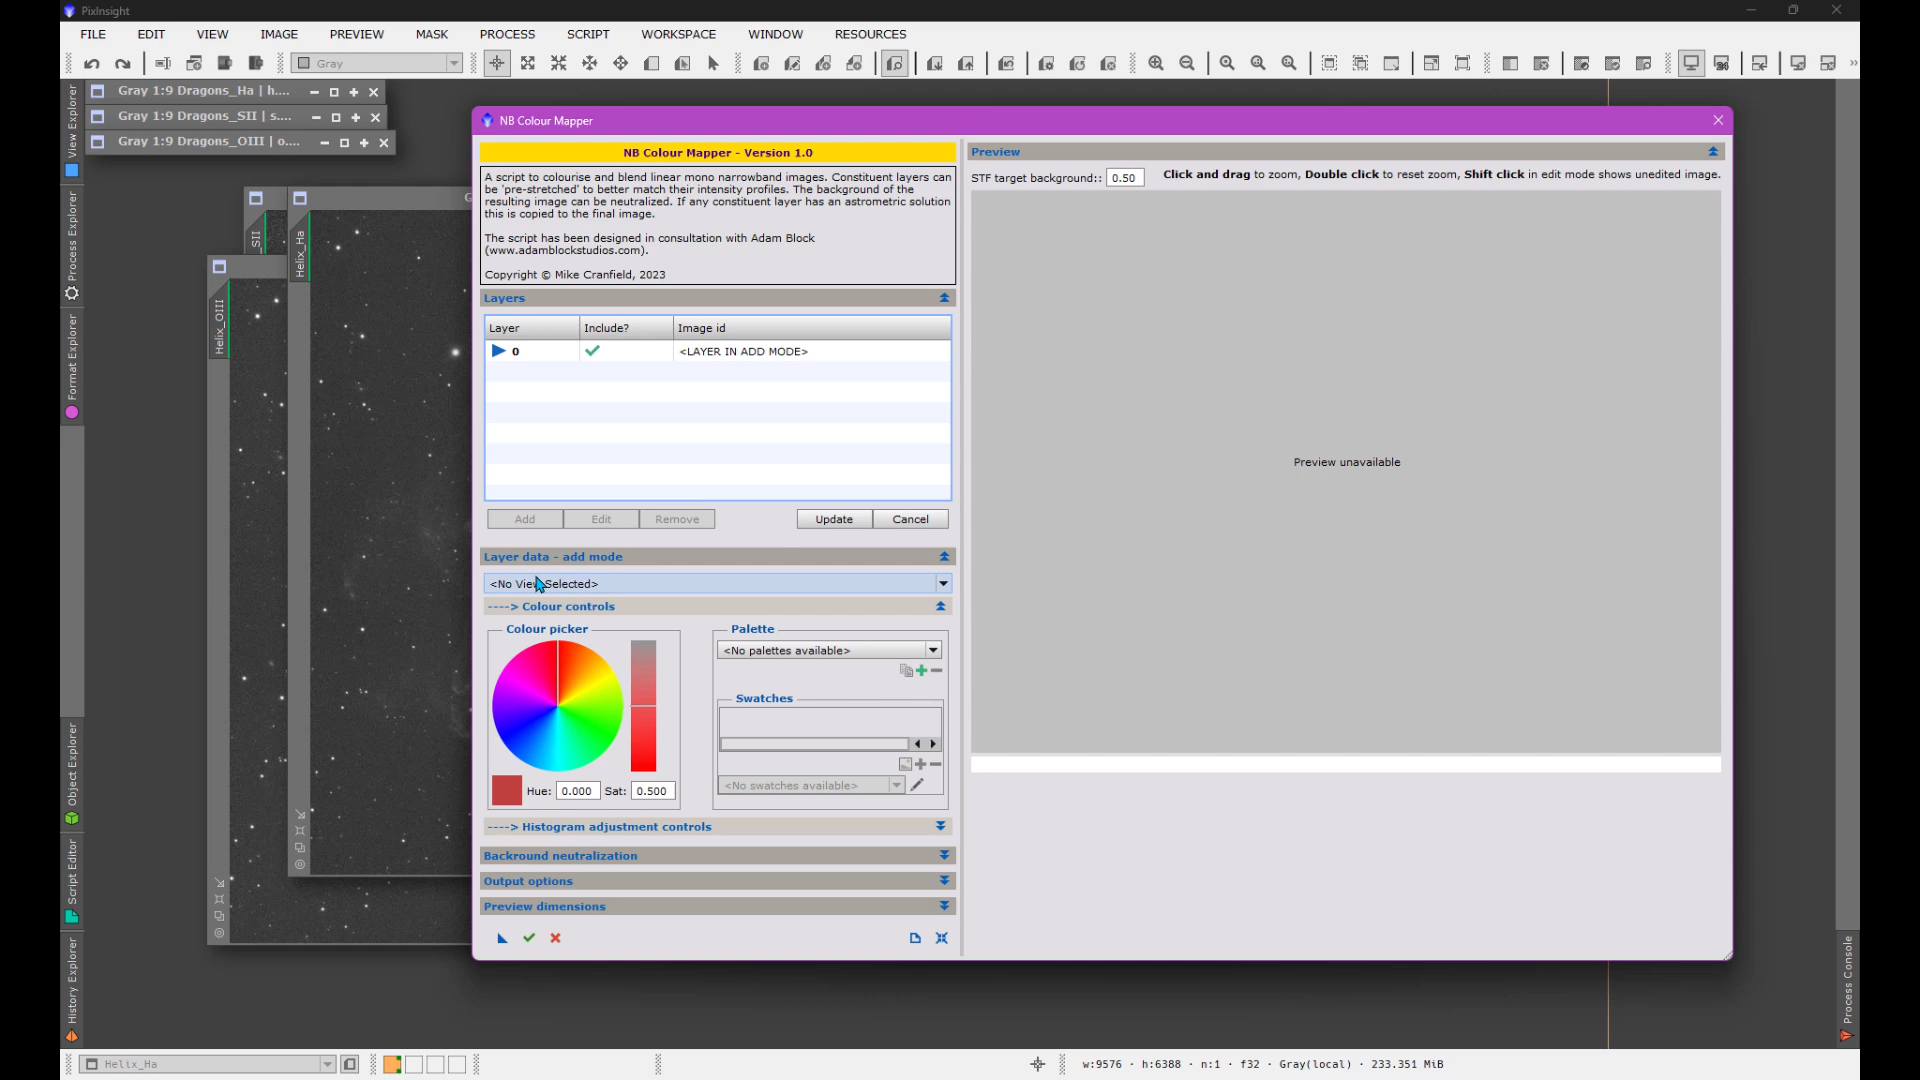 PixInsight
FILE EDIT VIEW IMAGE PREVIEW MASK PROCESS SCRIPT WORKSPACE WINDOW RESOURCES
Gray
Gray 1:9 Dragons_Ha | h....
Gray 1:9 Dragons_SII | s....
Gray 1:9 Dragons_OIII | o....
View Explorer
Process Explorer
Format Explorer
Object Explorer
Script Editor
History Explorer
_SII
Helix_Ha
Helix_OIII
NB Colour Mapper
NB Colour Mapper - Version 1.0
A script to colourise and blend linear mono narrowband images. Constituent layers can
be 'pre-stretched' to better match their intensity profiles. The background of the
resulting image can be neutralized. If any constituent layer has an astrometric solution
this is copied to the final image.
The script has been designed in consultation with Adam Block
(www.adamblockstudios.com).
Copyright © Mike Cranfield, 2023
Layers
Layer Include? Image id
0 <LAYER IN ADD MODE>
Add Edit Remove Update Cancel
Layer data - add mode
<No View Selected>
----> Colour controls
Colour picker
Hue: 0.000 Sat: 0.500
Palette
<No palettes available>
Swatches
<No swatches available>
----> Histogram adjustment controls
Backround neutralization
Output options
Preview dimensions
Preview
STF target background:: 0.50 Click and drag to zoom, Double click to reset zoom, Shift click in edit mode shows unedited image.
Preview unavailable
Process Console
Helix_Ha
w:9576 · h:6388 · n:1 · f32 · Gray(local) · 233.351 MiB